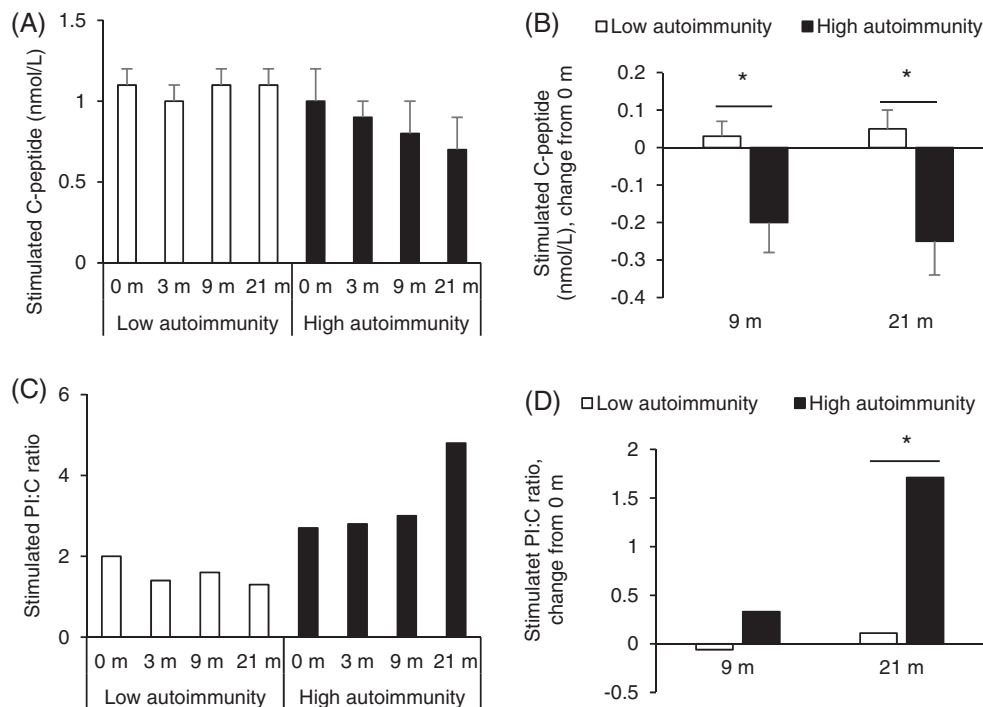 (A)
Stimulated C-peptide (nmol/L)
1.5
1
0.5
0
0 m 3 m 9 m 21 m 0 m 3 m 9 m 21 m
Low autoimmunity High autoimmunity
(B)
Low autoimmunity High autoimmunity
Stimulated C-peptide
(nmol/L), change from 0 m
0.2
0.1
0
-0.1
-0.2
-0.3
-0.4
* *
9 m 21 m
(C)
Stimulated PI:C ratio
6
4
2
0
0 m 3 m 9 m 21 m 0 m 3 m 9 m 21 m
Low autoimmunity High autoimmunity
(D)
Low autoimmunity High autoimmunity
Stimulatet PI:C ratio,
change from 0 m
2
1.5
1
0.5
0
-0.5
*
9 m 21 m